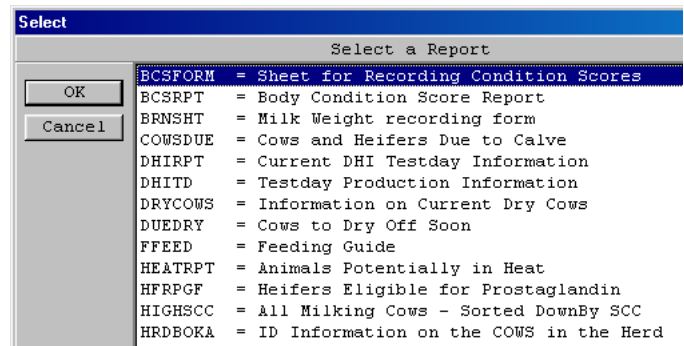 Select
Select a Report
OK
Cancel
BCSFORM = Sheet for Recording Condition Scores
BCSRPT = Body Condition Score Report
BRNSHT = Milk Weight recording form
COWSDUE = Cows and Heifers Due to Calve
DHIRPT = Current DHI Testday Information
DHITD = Testday Production Information
DRYCOWS = Information on Current Dry Cows
DUEDRY = Cows to Dry Off Soon
FFEED = Feeding Guide
HEATRPT = Animals Potentially in Heat
HFRPGF = Heifers Eligible for Prostaglandin
HIGHSCC = All Milking Cows - Sorted DownBy SCC
HRDBOKA = ID Information on the COWS in the Herd